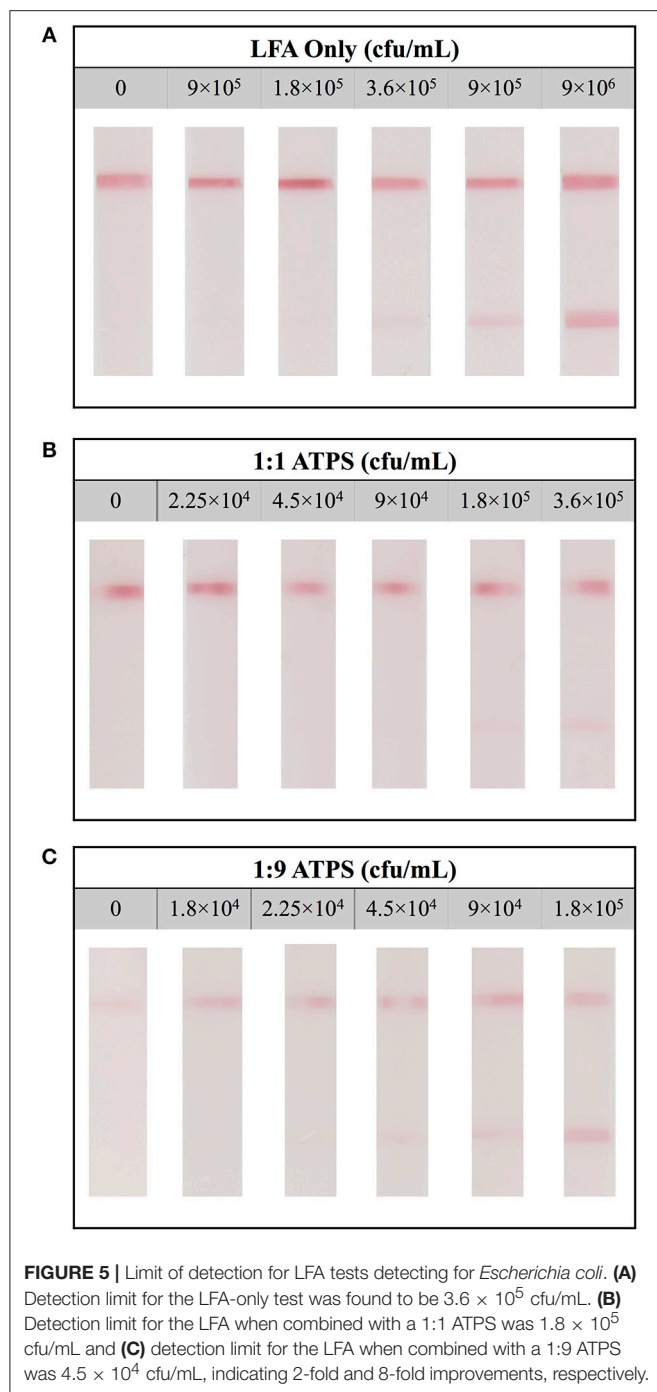 A
LFA Only (cfu/mL)
0 9×10⁵ 1.8×10⁵ 3.6×10⁵ 9×10⁵ 9×10⁶
B
1:1 ATPS (cfu/mL)
0 2.25×10⁴ 4.5×10⁴ 9×10⁴ 1.8×10⁵ 3.6×10⁵
C
1:9 ATPS (cfu/mL)
0 1.8×10⁴ 2.25×10⁴ 4.5×10⁴ 9×10⁴ 1.8×10⁵
FIGURE 5 | Limit of detection for LFA tests detecting for Escherichia coli. (A)
Detection limit for the LFA-only test was found to be 3.6 × 10⁵ cfu/mL. (B)
Detection limit for the LFA when combined with a 1:1 ATPS was 1.8 × 10⁵
cfu/mL and (C) detection limit for the LFA when combined with a 1:9 ATPS
was 4.5 × 10⁴ cfu/mL, indicating 2-fold and 8-fold improvements, respectively.